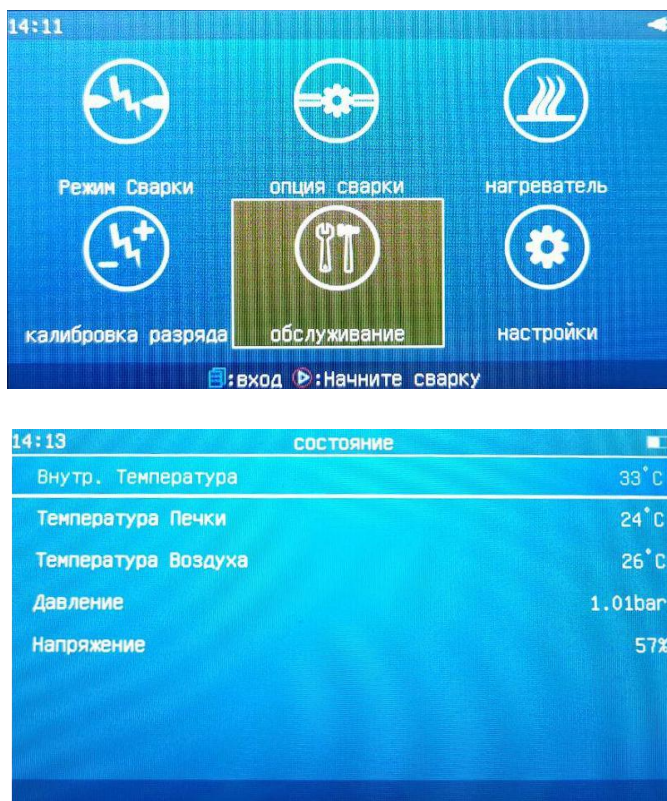 14:11
Режим Сварки опция сварки нагреватель
калибровка разряда обслуживание настройки
:вход :Начните сварку
14:13 состояние
Внутр. Температура 33°C
Температура Печки 24°C
Температура Воздуха 26°C
Давление 1.01bar
Напряжение 57%